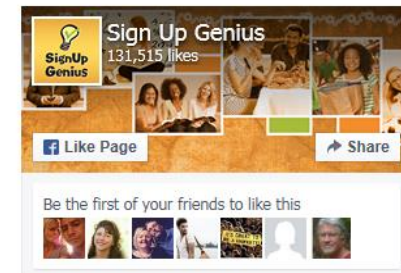 Sign Up Genius
131,515 likes
SignUp
Genius
Like Page
Share
Be the first of your friends to like this